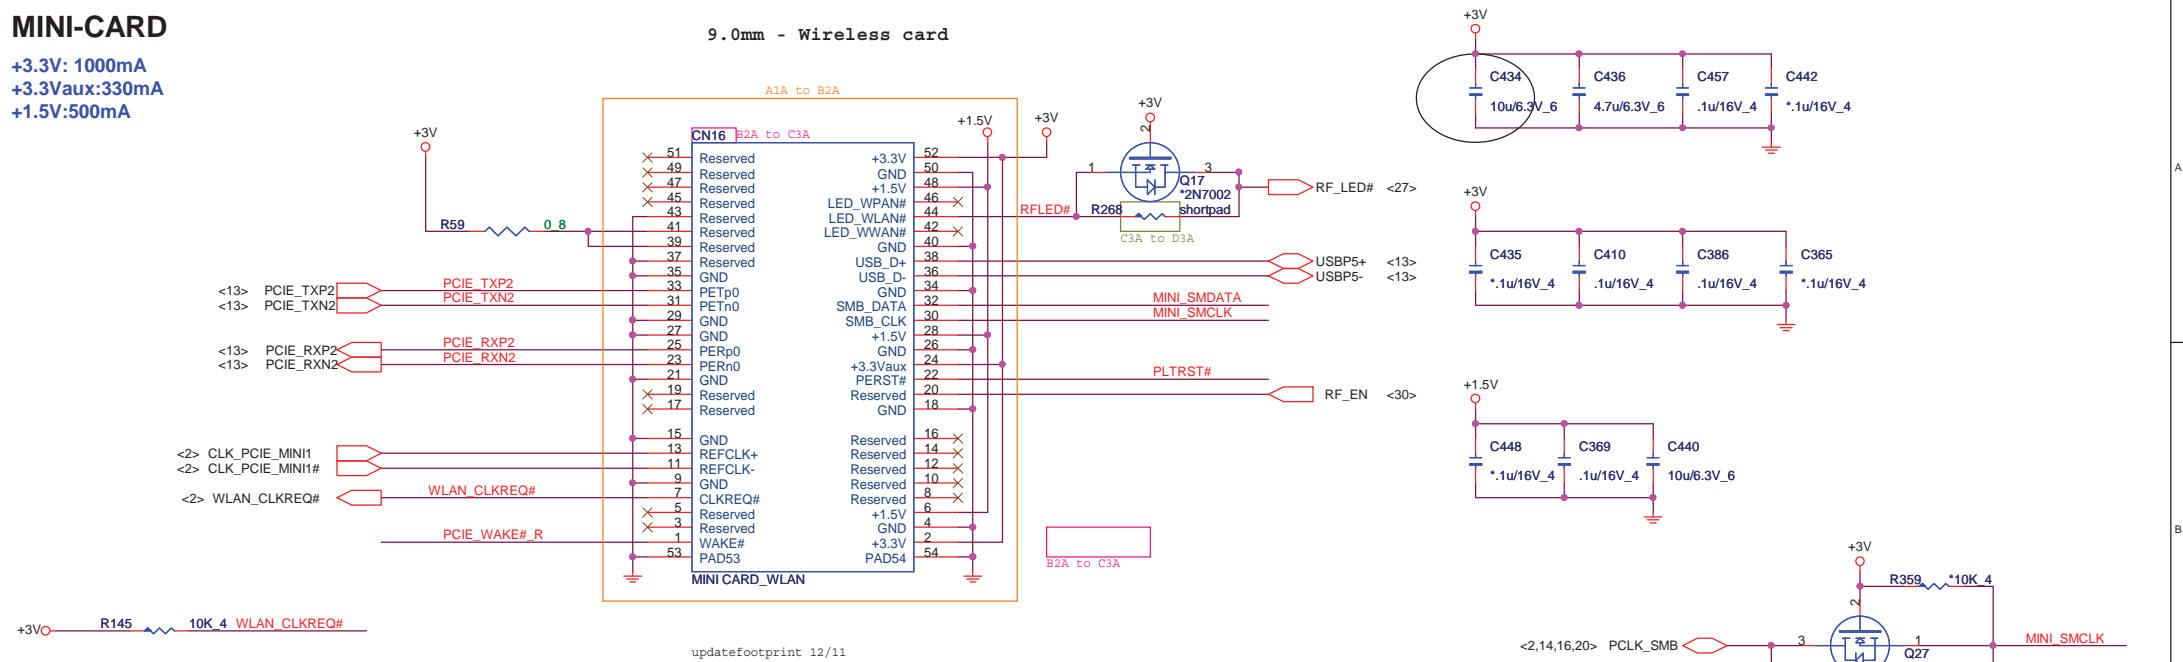 MINI-CARD
+3.3V: 1000mA
+3.3Vaux:330mA
+1.5V:500mA
9.0mm - Wireless card
A1A to B2A
CN16 B2A to C3A
+3V
+1.5V
+3V
51 Reserved +3.3V 52
49 Reserved GND 50
47 Reserved +1.5V 48
45 Reserved LED_WPAN# 46
43 Reserved LED_WLAN# 44
41 Reserved LED_WWAN# 42
39 Reserved GND 40
37 Reserved USB_D+ 38
35 GND USB_D- 36
33 PETp0 GND 34
31 PETn0 SMB_DATA 32
29 GND SMB_CLK 30
27 GND +1.5V 28
25 PERp0 GND 26
23 PERn0 +3.3Vaux 24
21 GND PERST# 22
19 Reserved Reserved 20
17 Reserved GND 18
15 GND Reserved 16
13 REFCLK+ Reserved 14
11 REFCLK- Reserved 12
9 GND Reserved 10
7 CLKREQ# Reserved 8
5 Reserved +1.5V 6
3 Reserved GND 4
1 WAKE# +3.3V 2
53 PAD53 PAD54 54
MINI CARD_WLAN
R59 0_8
<13> PCIE_TXP2 PCIE_TXP2
<13> PCIE_TXN2 PCIE_TXN2
<13> PCIE_RXP2 PCIE_RXP2
<13> PCIE_RXN2 PCIE_RXN2
<2> CLK_PCIE_MINI1
<2> CLK_PCIE_MINI1#
<2> WLAN_CLKREQ# WLAN_CLKREQ#
PCIE_WAKE#_R
+3V R145 10K_4 WLAN_CLKREQ#
updatefootprint 12/11
+3V
2
1 3
Q17
*2N7002
RFLED# R268 shortpad
C3A to D3A
RF_LED# <27>
USBP5+ <13>
USBP5- <13>
MINI_SMDATA
MINI_SMCLK
PLTRST#
RF_EN <30>
B2A to C3A
+3V
C434 C436 C457 C442
10u/6.3V_6 4.7u/6.3V_6 .1u/16V_4 *.1u/16V_4
+3V
C435 C410 C386 C365
*.1u/16V_4 .1u/16V_4 .1u/16V_4 *.1u/16V_4
+1.5V
C448 C369 C440
*.1u/16V_4 .1u/16V_4 10u/6.3V_6
+3V
R359 *10K_4
2
<2,14,16,20> PCLK_SMB 3 1 MINI_SMCLK
Q27
A
B